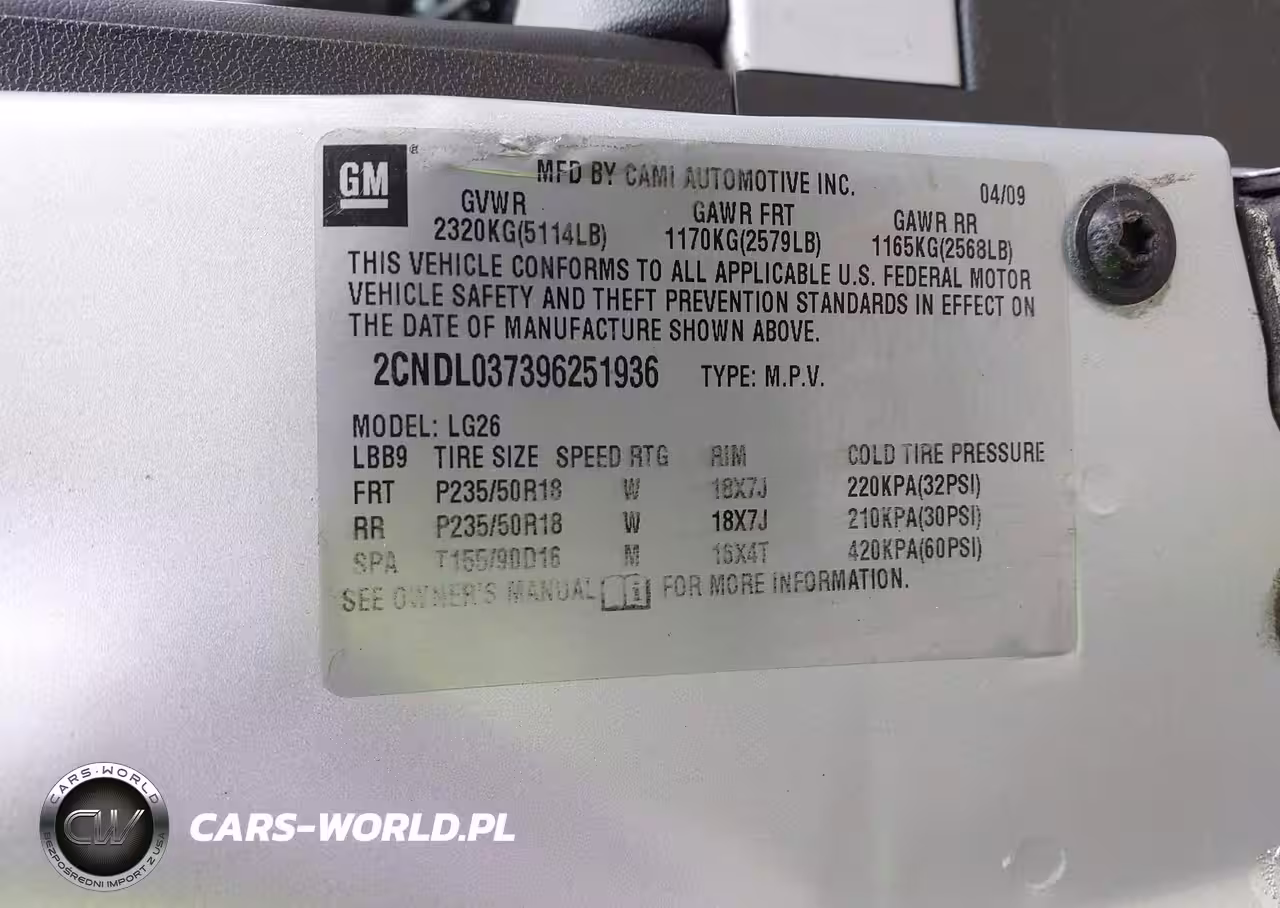 GM
MFD BY CAMI AUTOMOTIVE INC.
04/09
GVWR GAWR FRT GAWR RR
2320KG(5114LB) 1170KG(2579LB) 1165KG(2568LB)
THIS VEHICLE CONFORMS TO ALL APPLICABLE U.S. FEDERAL MOTOR
VEHICLE SAFETY AND THEFT PREVENTION STANDARDS IN EFFECT ON
THE DATE OF MANUFACTURE SHOWN ABOVE.
2CNDL037396251936 TYPE: M.P.V.
MODEL: LG26
LBB9 TIRE SIZE SPEED RTG RIM COLD TIRE PRESSURE
FRT P235/50R18 W 18X7J 220KPA(32PSI)
RR P235/50R18 W 18X7J 210KPA(30PSI)
SPA T155/90D16 M 16X4T 420KPA(60PSI)
SEE OWNER'S MANUAL FOR MORE INFORMATION.
CARS-WORLD
CW
BEZPOŚREDNI IMPORT Z USA
CARS-WORLD.PL